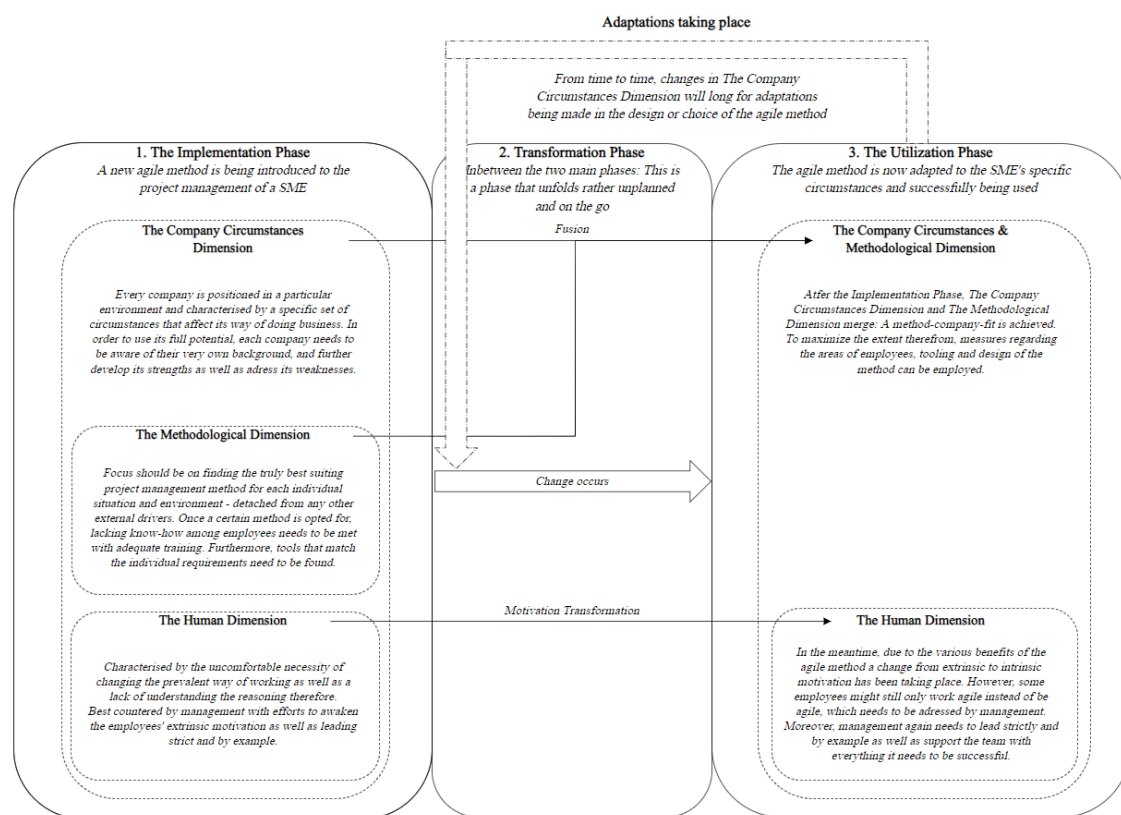 Adaptations taking place
From time to time, changes in The Company
Circumstances Dimension will long for adaptations
being made in the design or choice of the agile method
1. The Implementation Phase
A new agile method is being introduced to the
project management of a SME
2. Transformation Phase
Inbetween the two main phases: This is
a phase that unfolds rather unplanned
and on the go
3. The Utilization Phase
The agile method is now adapted to the SME's specific
circumstances and successfully being used
The Company Circumstances
Dimension
Every company is positioned in a particular
environment and characterised by a specific set of
circumstances that affect its way of doing business. In
order to use its full potential, each company needs to
be aware of their very own background, and further
develop its strengths as well as adress its weaknesses.
Fusion
The Company Circumstances &
Methodological Dimension
Atfer the Implementation Phase, The Company
Circumstances Dimension and The Methodological
Dimension merge: A method-company-fit is achieved.
To maximize the extent therefrom, measures regarding
the areas of employees, tooling and design of the
method can be employed.
The Methodological Dimension
Focus should be on finding the truly best suiting
project management method for each individual
situation and environment - detached from any other
external drivers. Once a certain method is opted for,
lacking know-how among employees needs to be met
with adequate training. Furthermore, tools that match
the individual requirements need to be found.
Change occurs
The Human Dimension
Characterised by the uncomfortable necessity of
changing the prevalent way of working as well as a
lack of understanding the reasoning therefore.
Best countered by management with efforts to awaken
the employees' extrinsic motivation as well as leading
strict and by example.
Motivation Transformation
The Human Dimension
In the meantime, due to the various benefits of the
agile method a change from extrinsic to intrinsic
motivation has been taking place. However, some
employees might still only work agile instead of be
agile, which needs to be adressed by management.
Moreover, management again needs to lead strictly and
by example as well as support the team with
everything it needs to be successful.